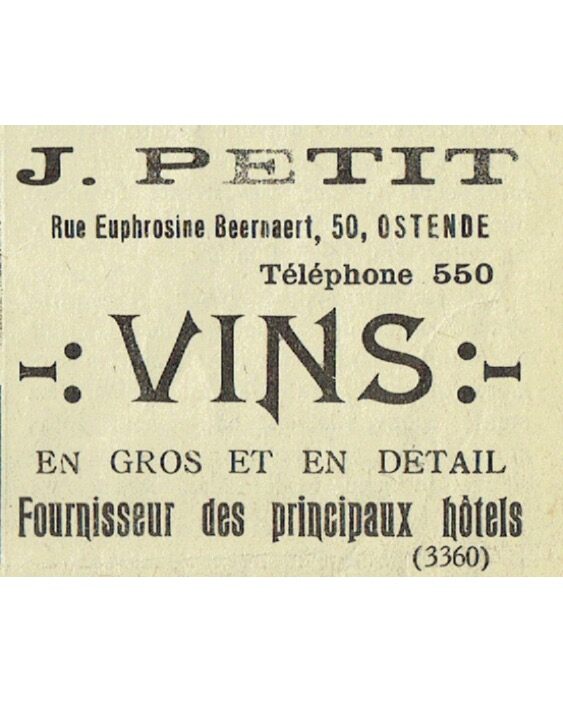 J. PETIT
Rue Euphrosine Beernaert, 50, OSTENDE
Téléphone 550
-: VINS :-
EN GROS ET EN DÉTAIL
Fournisseur des principaux hôtels
(3360)